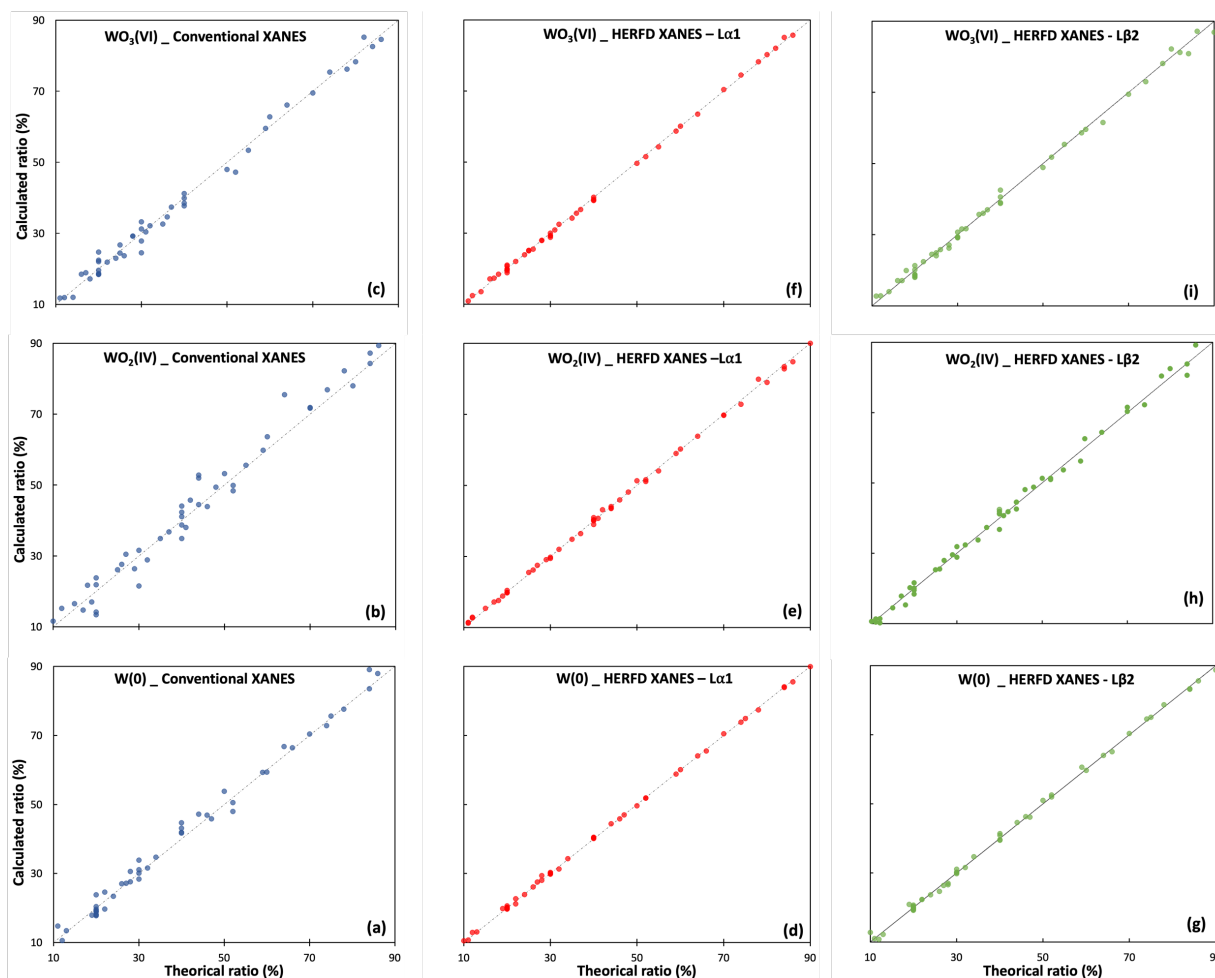 WO₃(VI) _ Conventional XANES
WO₃(VI) _ HERFD XANES – Lα1
WO₃(VI) _ HERFD XANES - Lβ2
Calculated ratio (%)
90
70
50
30
10
(c)
(f)
(i)
WO₂(IV) _ Conventional XANES
WO₂(IV) _ HERFD XANES –Lα1
WO₂(IV) _ HERFD XANES - Lβ2
Calculated ratio (%)
90
70
50
30
10
(b)
(e)
(h)
W(0) _ Conventional XANES
W(0) _ HERFD XANES – Lα1
W(0) _ HERFD XANES - Lβ2
Calculated ratio (%)
90
70
50
30
10
(a)
(d)
(g)
10 30 50 70 90
10 30 50 70 90
10 30 50 70 90
Theorical ratio (%)
Theorical ratio (%)
Theorical ratio (%)